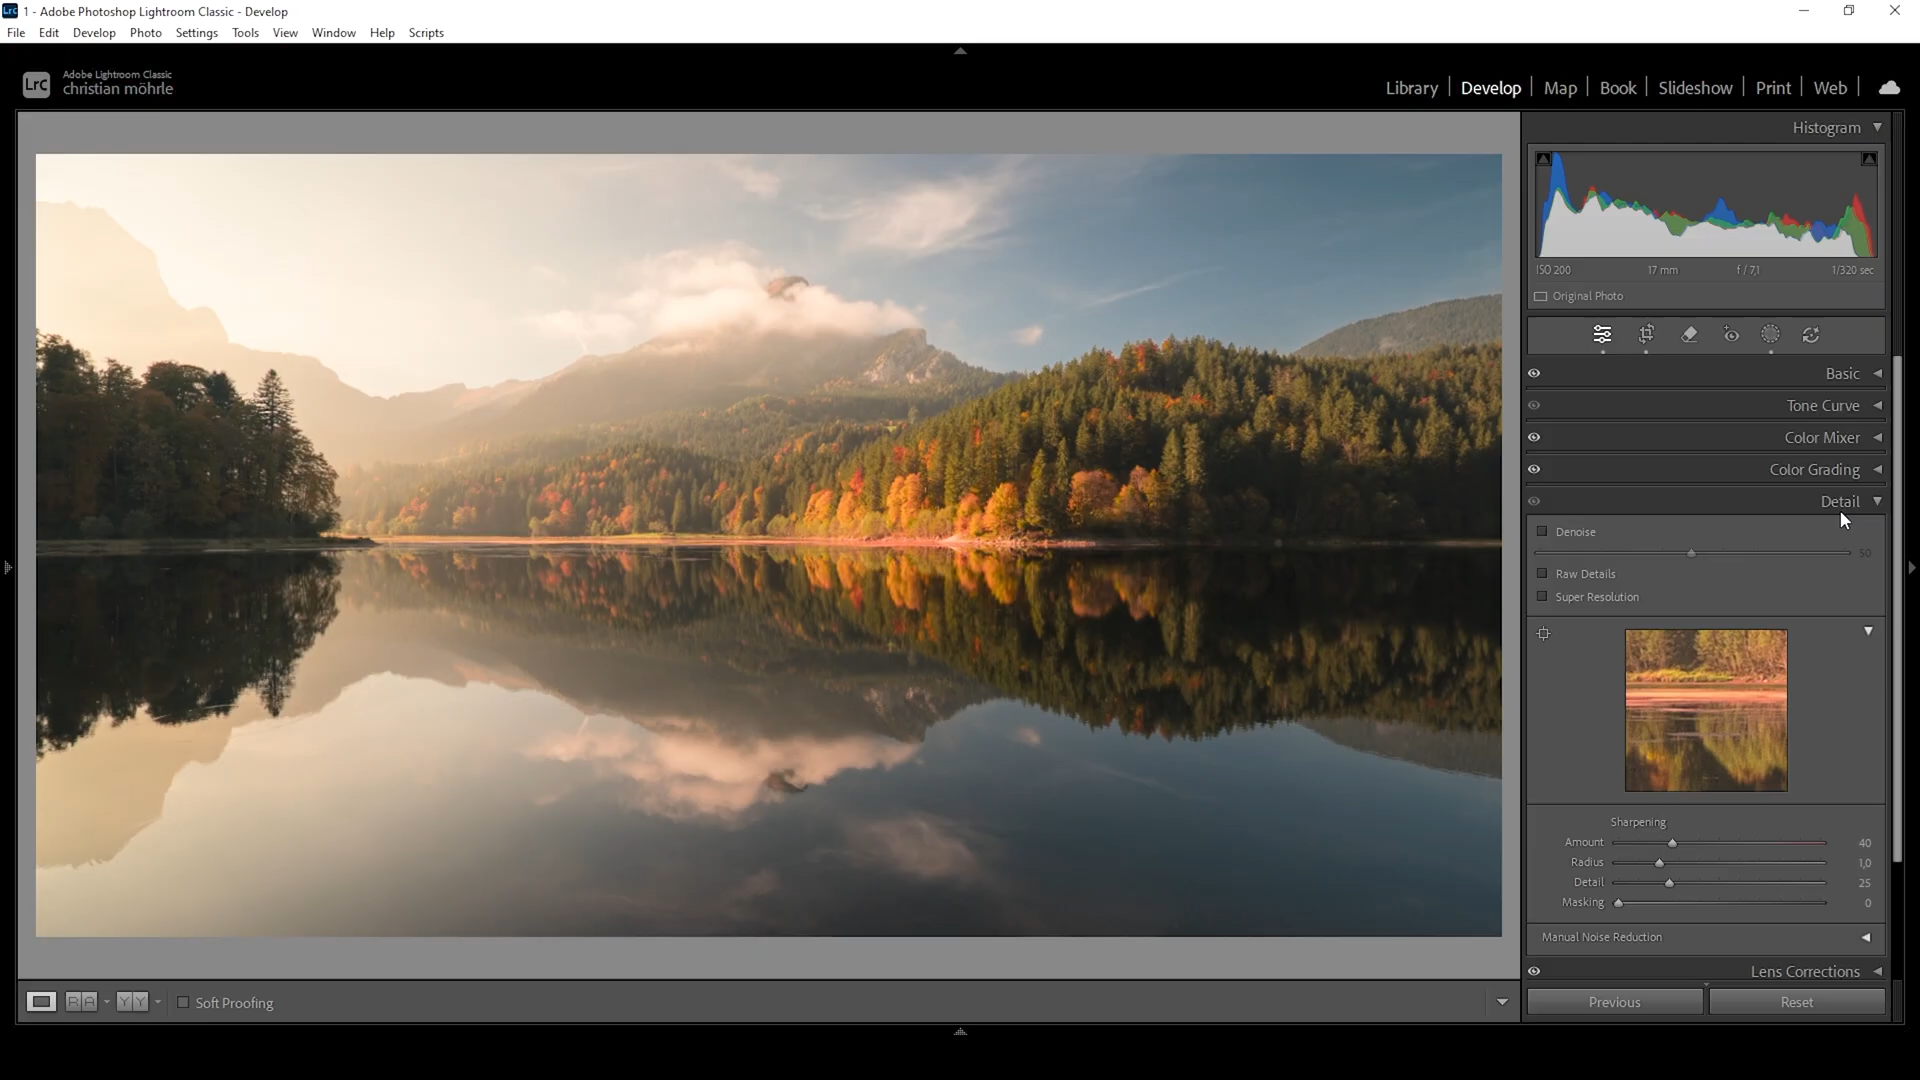 Lrc 1 - Adobe Photoshop Lightroom Classic - Develop
File Edit Develop Photo Settings Tools View Window Help Scripts
LrC Adobe Lightroom Classic
christian möhrle
Library Develop Map Book Slideshow Print Web
Histogram
ISO 200 17 mm f / 7,1 1/320 sec
Original Photo
Basic
Tone Curve
Color Mixer
Color Grading
Detail
Denoise
50
Raw Details
Super Resolution
Sharpening
Amount 40
Radius 1,0
Detail 25
Masking 0
Manual Noise Reduction
Lens Corrections
R A Y Y Soft Proofing
Previous Reset